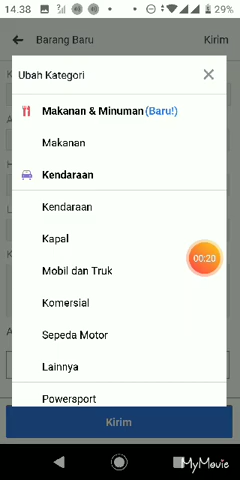 14.38
29%
Barang Baru
Kirim
Ubah Kategori
Makanan & Minuman (Baru!)
Makanan
Kendaraan
Kendaraan
Kapal
Mobil dan Truk
00:20
Komersial
Sepeda Motor
Lainnya
Powersport
Kirim
MyMovie